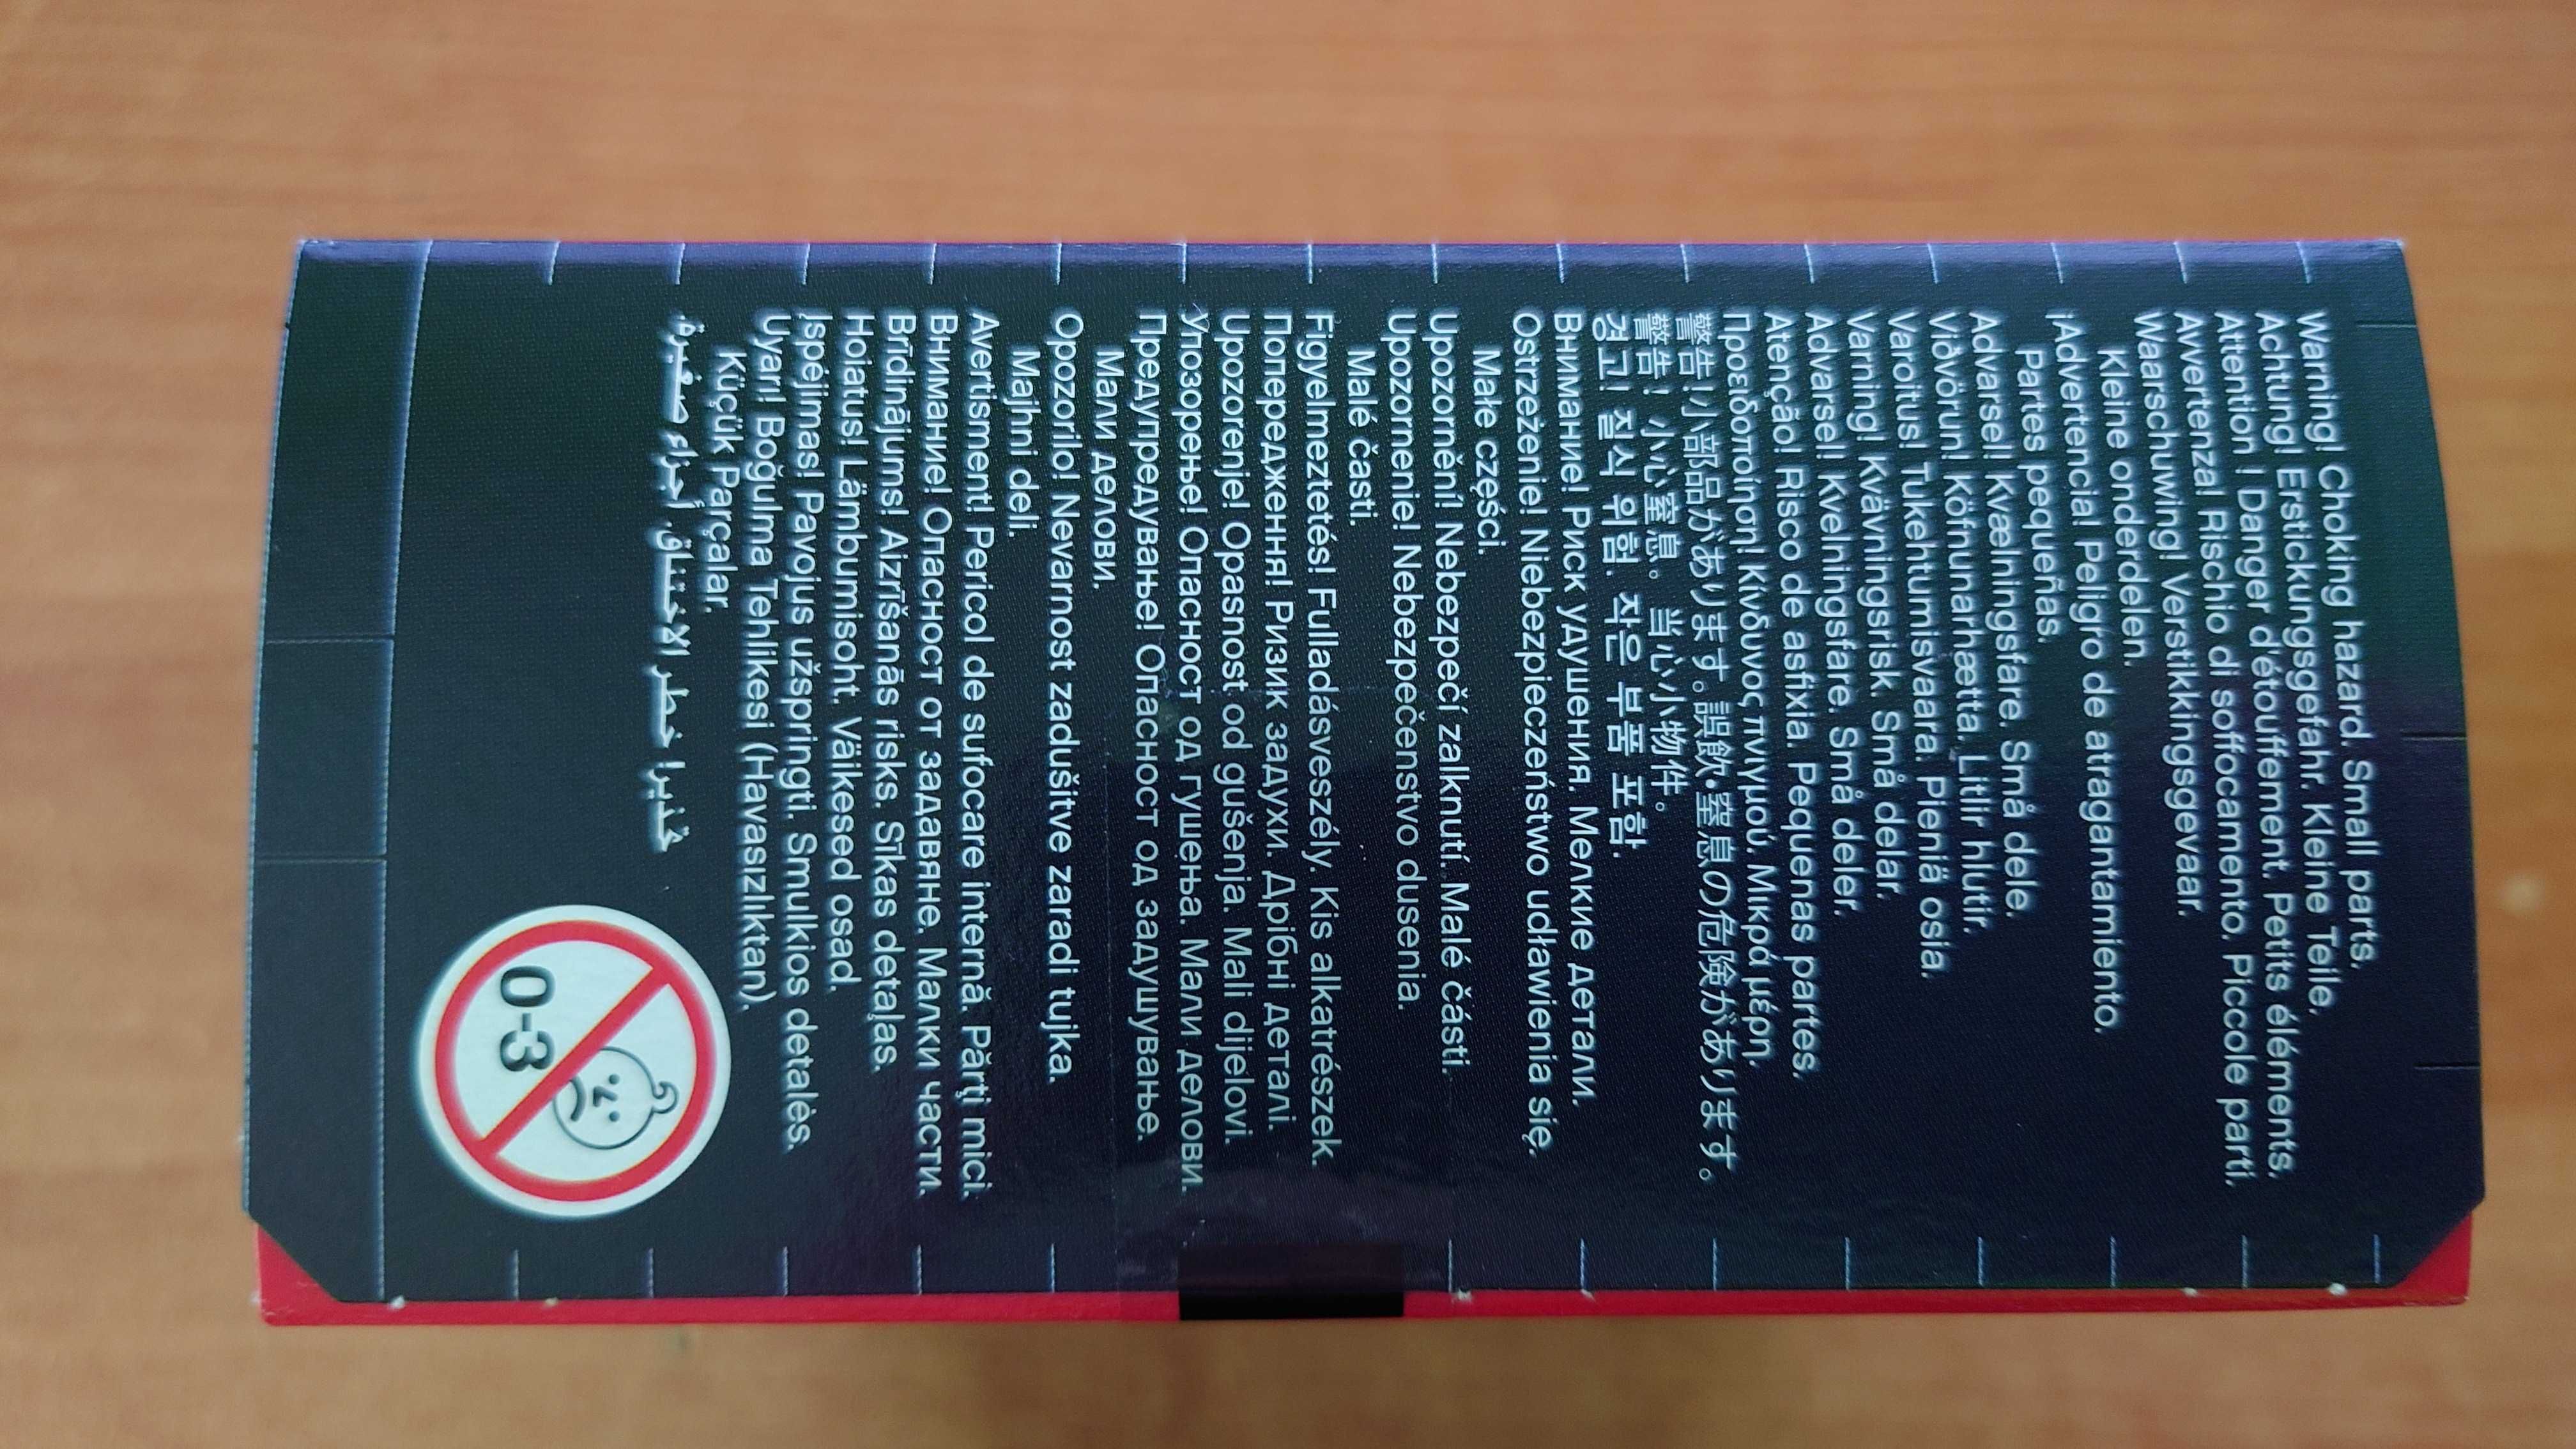 Warning! Choking hazard. Small parts.
Achtung! Erstickungsgefahr. Kleine Teile.
Attention ! Danger d'étouffement. Petits éléments.
Avvertenza! Rischio di soffocamento. Piccole parti.
Waarschuwing! Verstikkingsgevaar.
Kleine onderdelen.
¡Advertencia! Peligro de atragantamiento.
Partes pequeñas.
Advarsel! Kvælningsfare. Små dele.
Viðvörun! Köfnunarhætta. Litlir hlutir.
Varoitus! Tukehtumisvaara. Pieniä osia.
Varning! Kvävningsrisk. Små delar.
Advarsel! Kvelningsfare. Små deler.
Atenção! Risco de asfixia. Pequenas partes.
Προειδοποίηση! Κίνδυνος πνιγμού. Μικρά μέρη.
警告!小部品があります。誤飲・窒息の危険があります。
警告！小心窒息。当心小物件。
경고! 질식 위험. 작은 부품 포함.
Внимание! Риск удушения. Мелкие детали.
Ostrzeżenie! Niebezpieczeństwo udławienia się.
Małe części.
Upozornění! Nebezpečí zalknutí. Malé části.
Upozornenie! Nebezpečenstvo dusenia.
Malé časti.
Figyelmeztetés! Fulladásveszély. Kis alkatrészek.
Попередження! Ризик задухи. Дрібні деталі.
Upozorenje! Opasnost od gušenja. Mali dijelovi.
Упозорење! Опасност од гушења. Мали делови.
Предупредување! Опасност од задушување.
Мали делови.
Opozorilo! Nevarnost zadušitve zaradi tujka.
Majhni deli.
Avertisment! Pericol de sufocare internă. Părți mici.
Внимание! Опасност от задавяне. Малки части.
Brīdinājums! Aizrīšanās risks. Sīkas detaļas.
Hoiatus! Lämbumisoht. Väikesed osad.
Įspėjimas! Pavojus užspringti. Smulkios detalės.
Uyarı! Boğulma Tehlikesi (Havasızlıktan).
Küçük Parçalar.
تحذير! خطر الاختناق. أجزاء صغيرة.
0-3